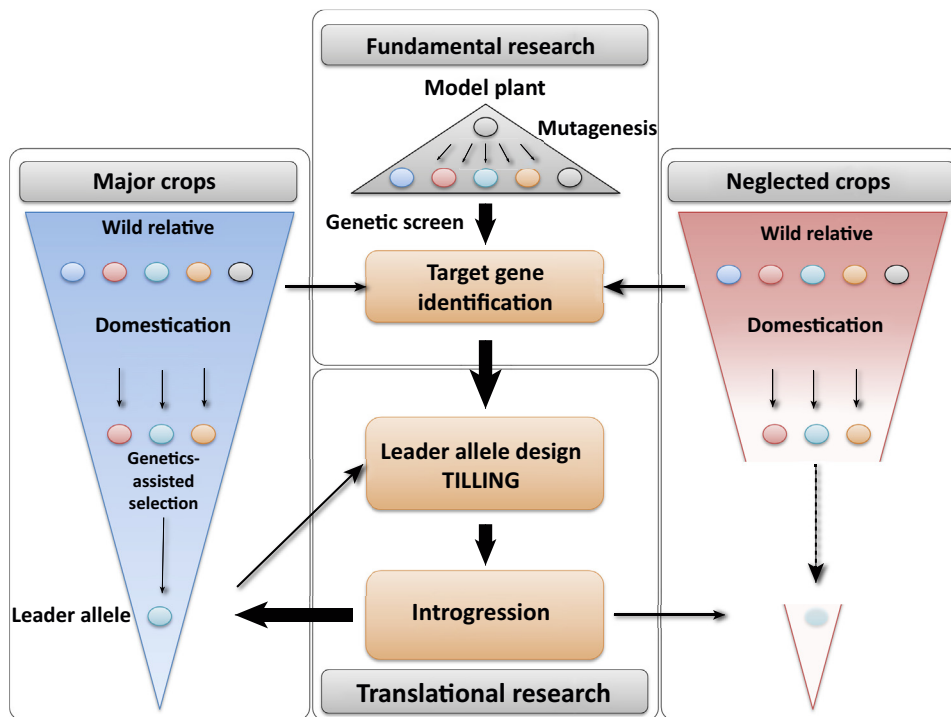 Fundamental research
Model plant
Mutagenesis
Genetic screen
Target gene
identification
Major crops
Wild relative
Domestication
Genetics-
assisted
selection
Leader allele
Neglected crops
Wild relative
Domestication
Leader allele design
TILLING
Introgression
Translational research